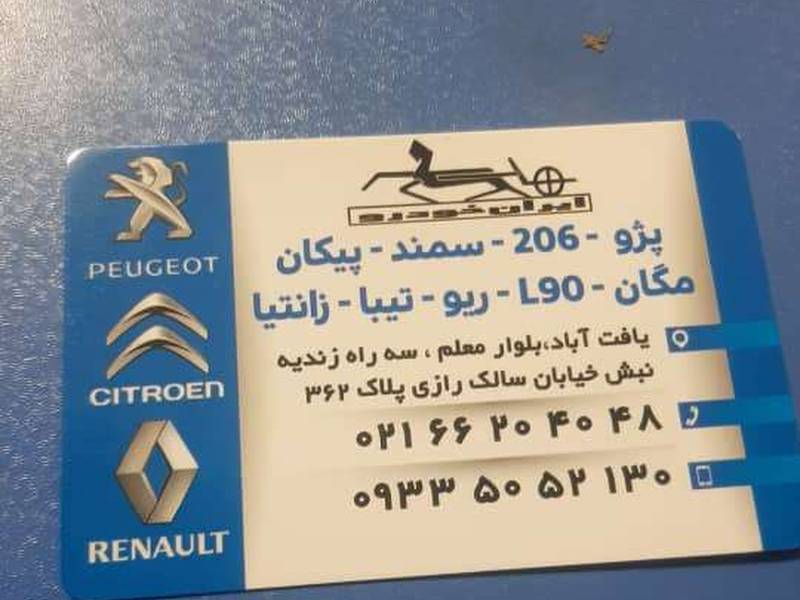 PEUGEOT
CITROEN
RENAULT
ایران خودرو
پژو - 206 - سمند - پیکان
مگان - L90 - ریو - تیبا - زانتیا
یافت آباد،بلوار معلم ، سه راه زندیه
نبش خیابان سالک رازی پلاک ۳۶۲
۰۲۱ ۶۶ ۲۰ ۴۰ ۴۸
۰۹۳۳ ۵۰ ۵۲ ۱۳۰